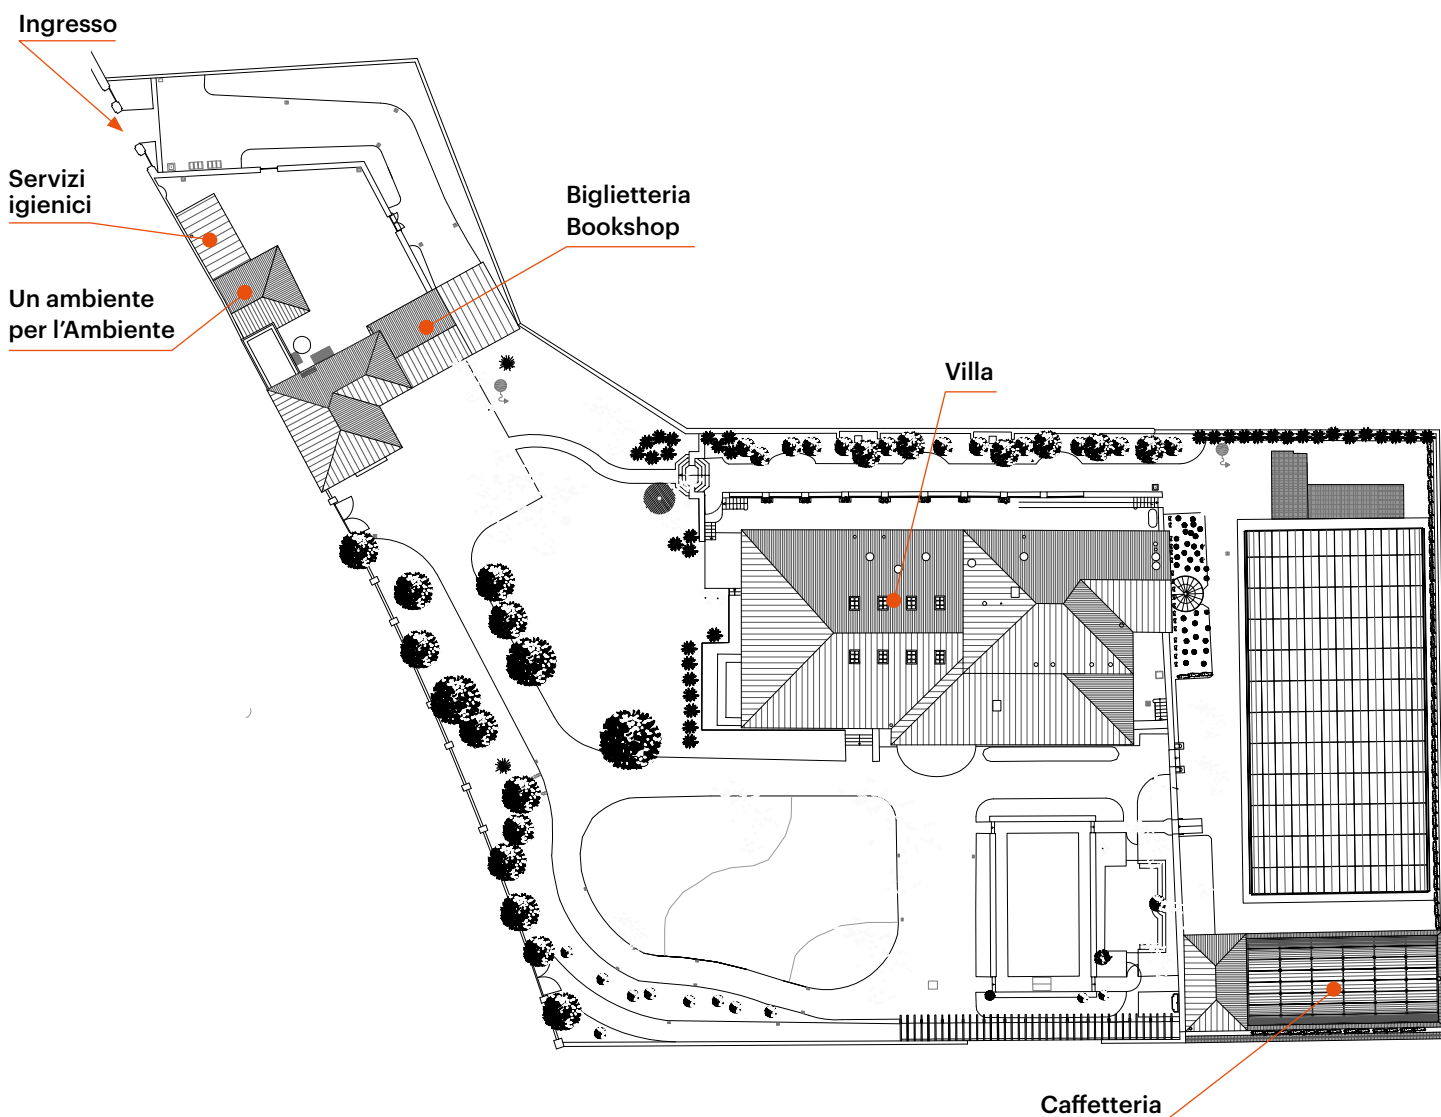 Ingresso
Servizi
igienici
Biglietteria
Bookshop
Un ambiente
per l’Ambiente
Villa
Caffetteria